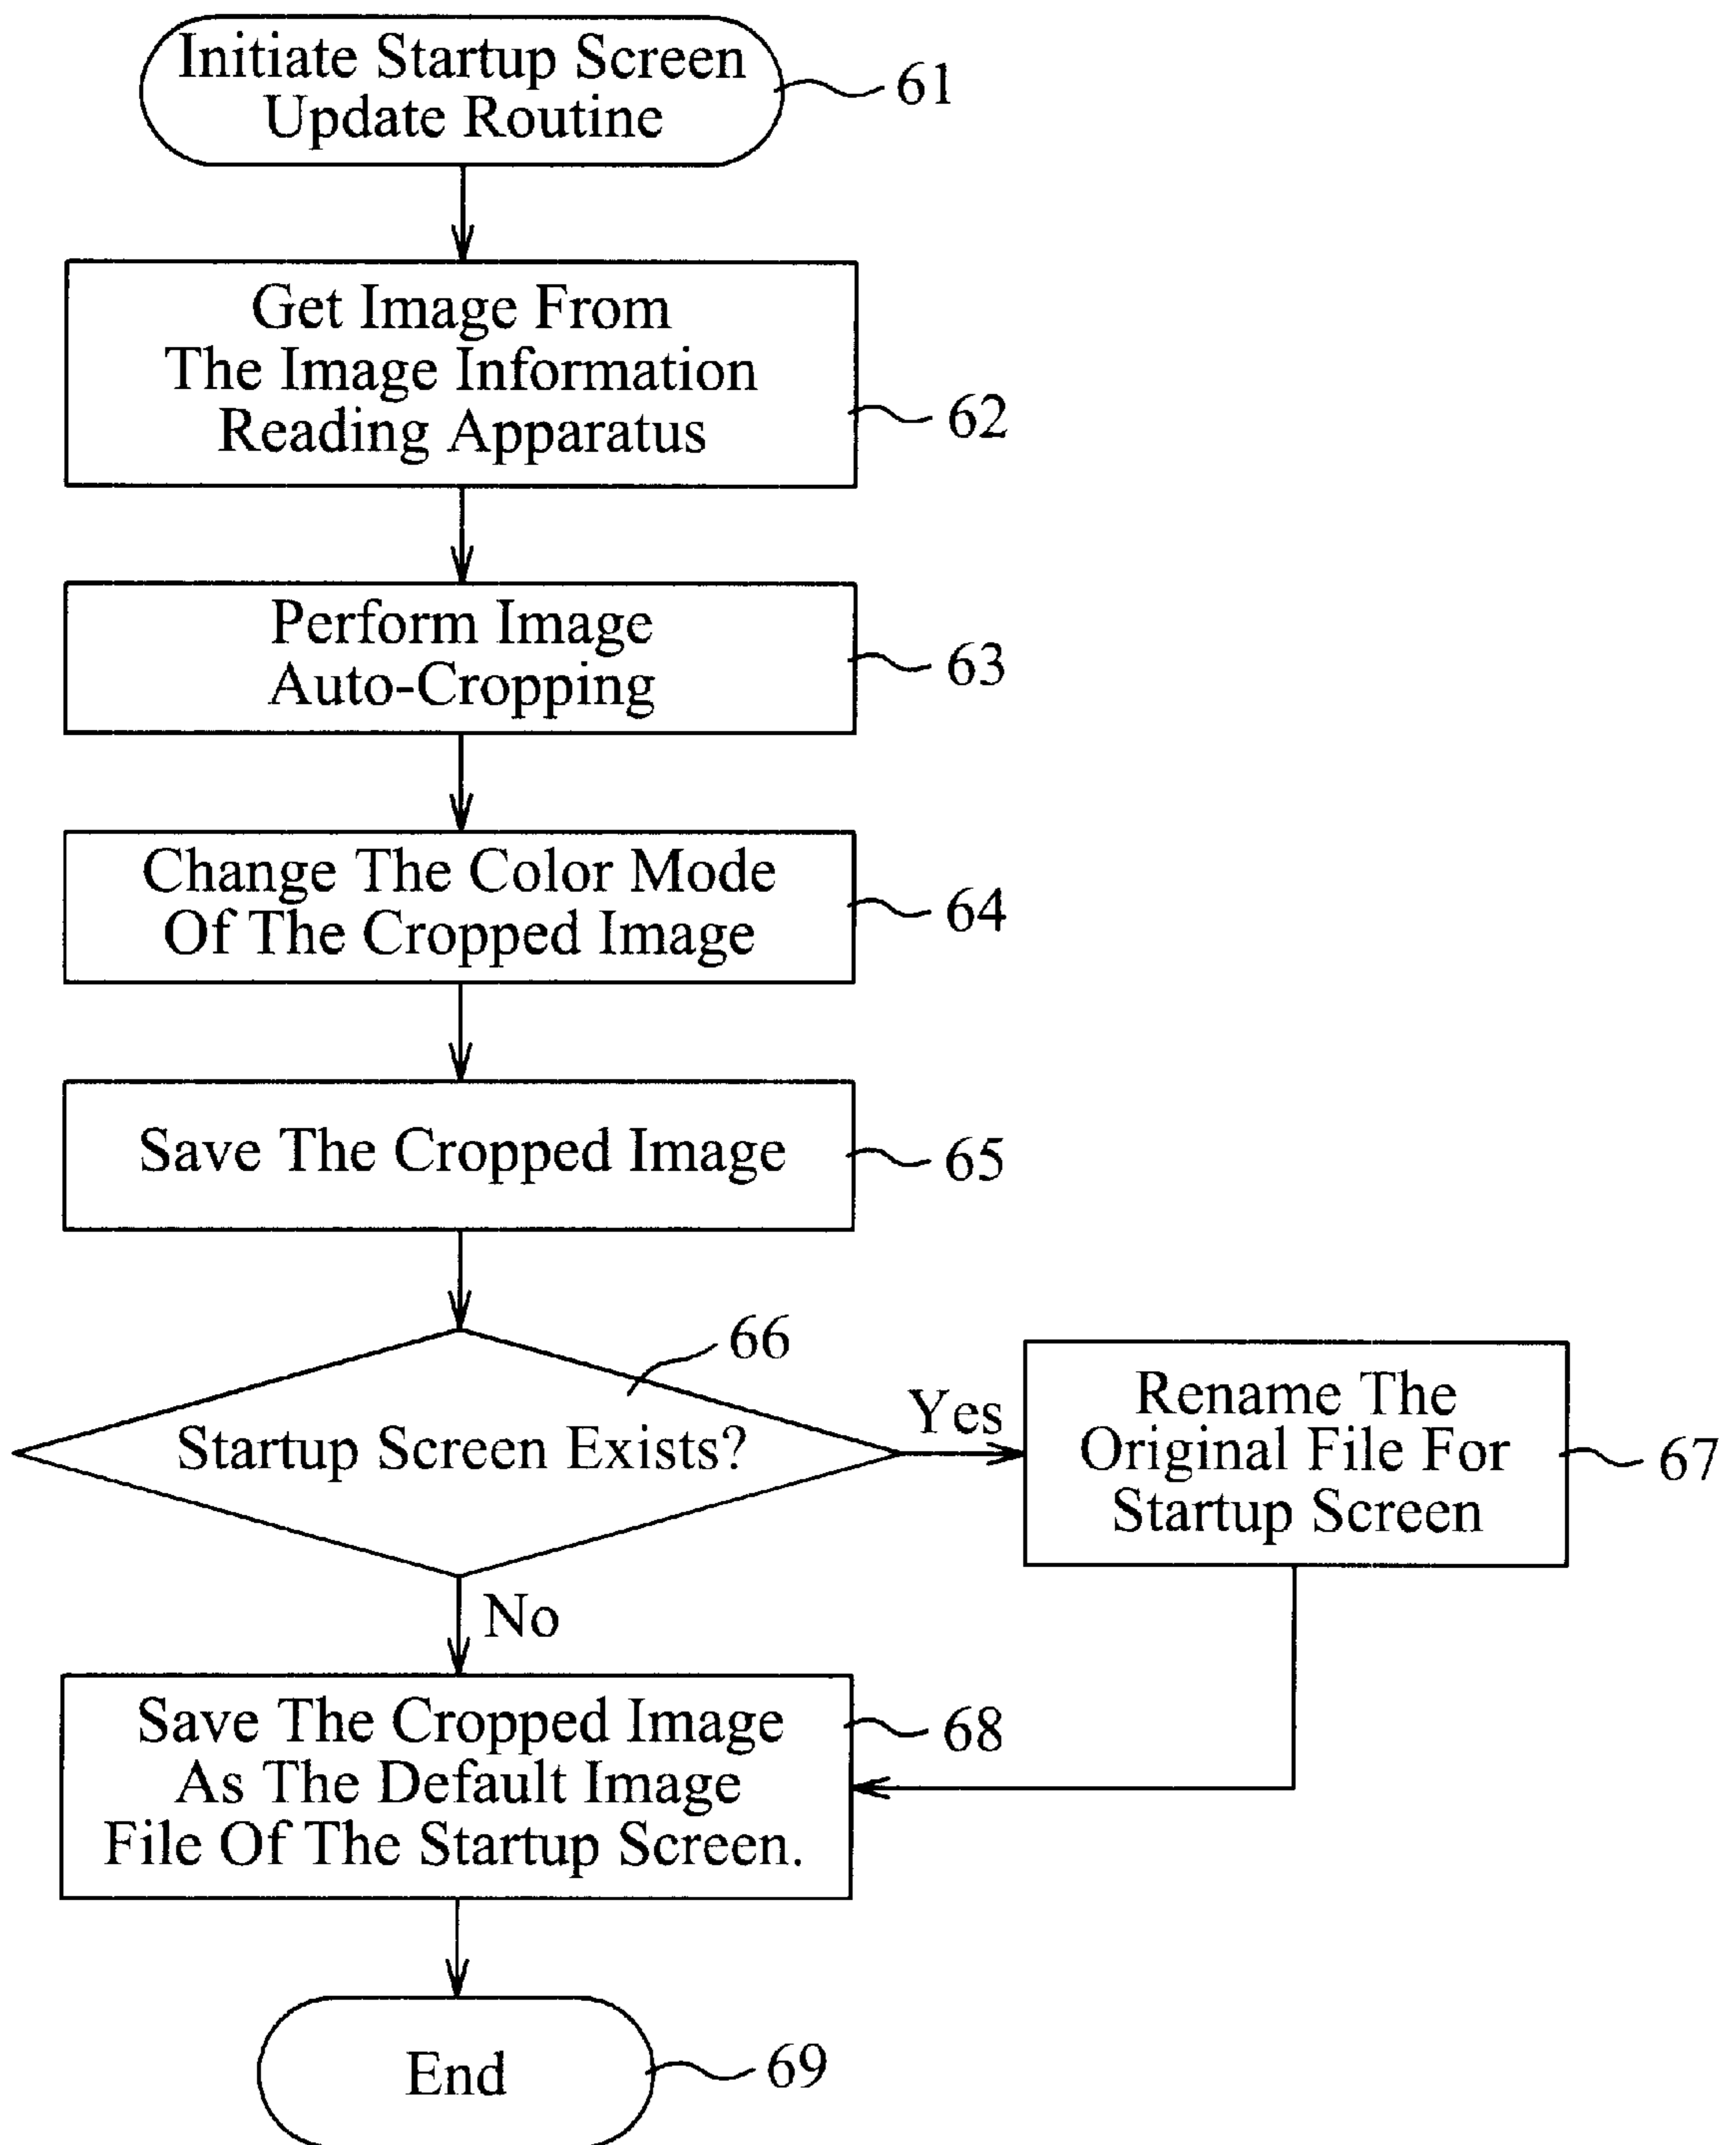 Initiate Startup Screen
Update Routine
61
Get Image From
The Image Information
Reading Apparatus
62
Perform Image
Auto-Cropping
63
Change The Color Mode
Of The Cropped Image
64
Save The Cropped Image
65
66
Startup Screen Exists?
Yes
Rename The
Original File For
Startup Screen
67
No
Save The Cropped Image
As The Default Image
File Of The Startup Screen.
68
End
69